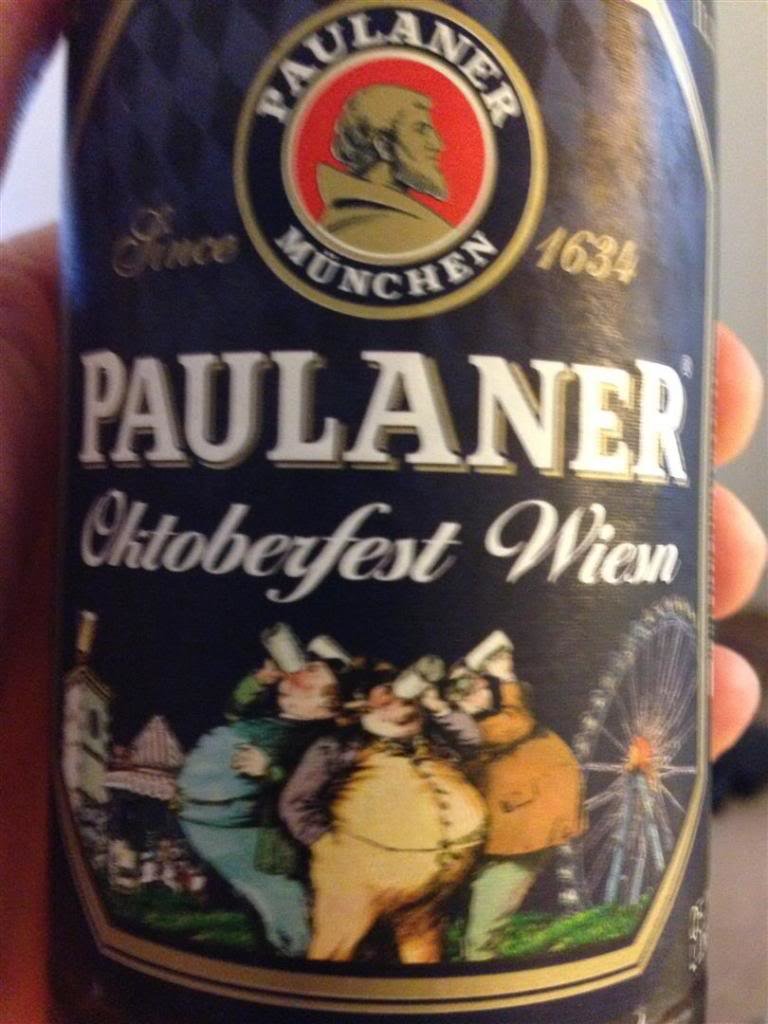 PAULANER
MÜNCHEN
Since 1634
PAULANER®
Oktoberfest Wiesn